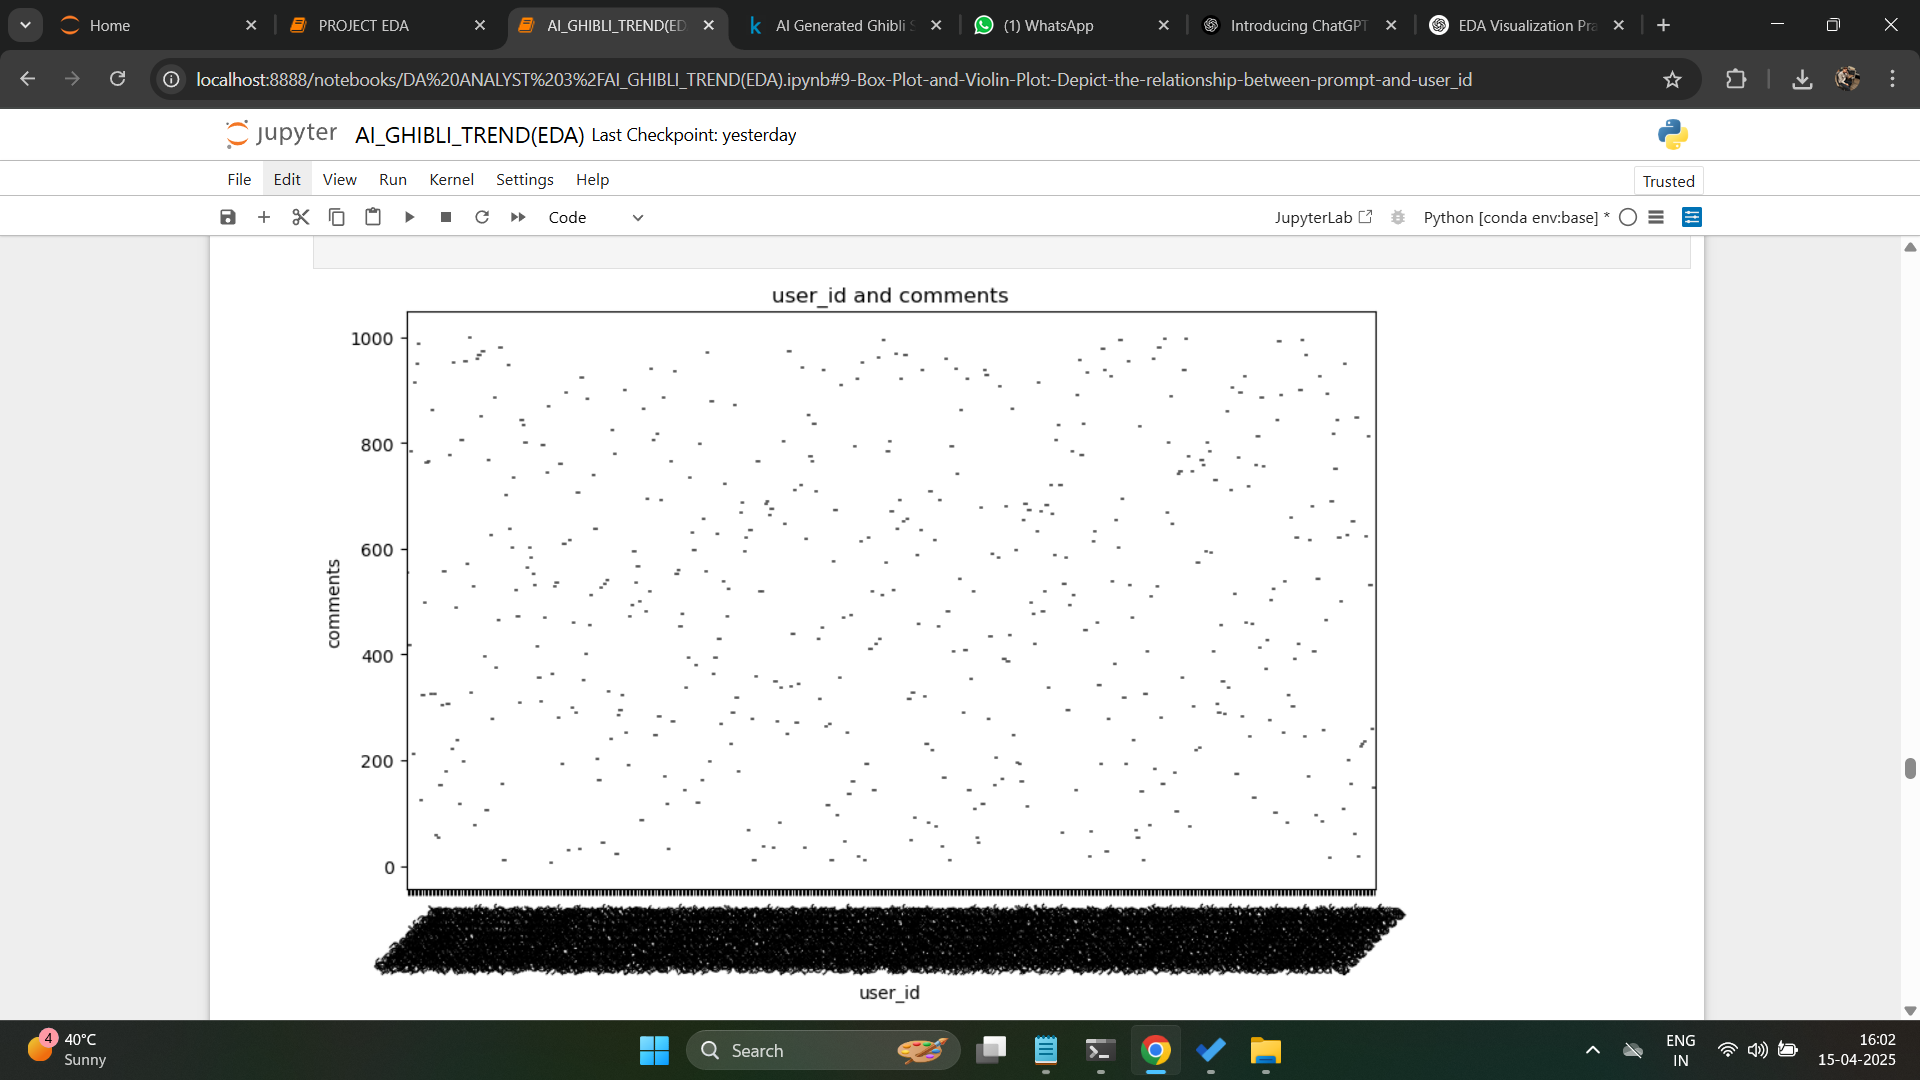 Home
PROJECT EDA
AI_GHIBLI_TREND(ED
AI Generated Ghibli S
(1) WhatsApp
Introducing ChatGPT
EDA Visualization Pra
localhost:8888/notebooks/DA%20ANALYST%203%2FAI_GHIBLI_TREND(EDA).ipynb#9-Box-Plot-and-Violin-Plot:-Depict-the-relationship-between-prompt-and-user_id
jupyter AI_GHIBLI_TREND(EDA) Last Checkpoint: yesterday
File Edit View Run Kernel Settings Help
Trusted
Code
JupyterLab
Python [conda env:base] *
user_id and comments
1000
800
600
400
200
0
comments
user_id
4
40°C
Sunny
Search
ENG
IN
16:02
15-04-2025